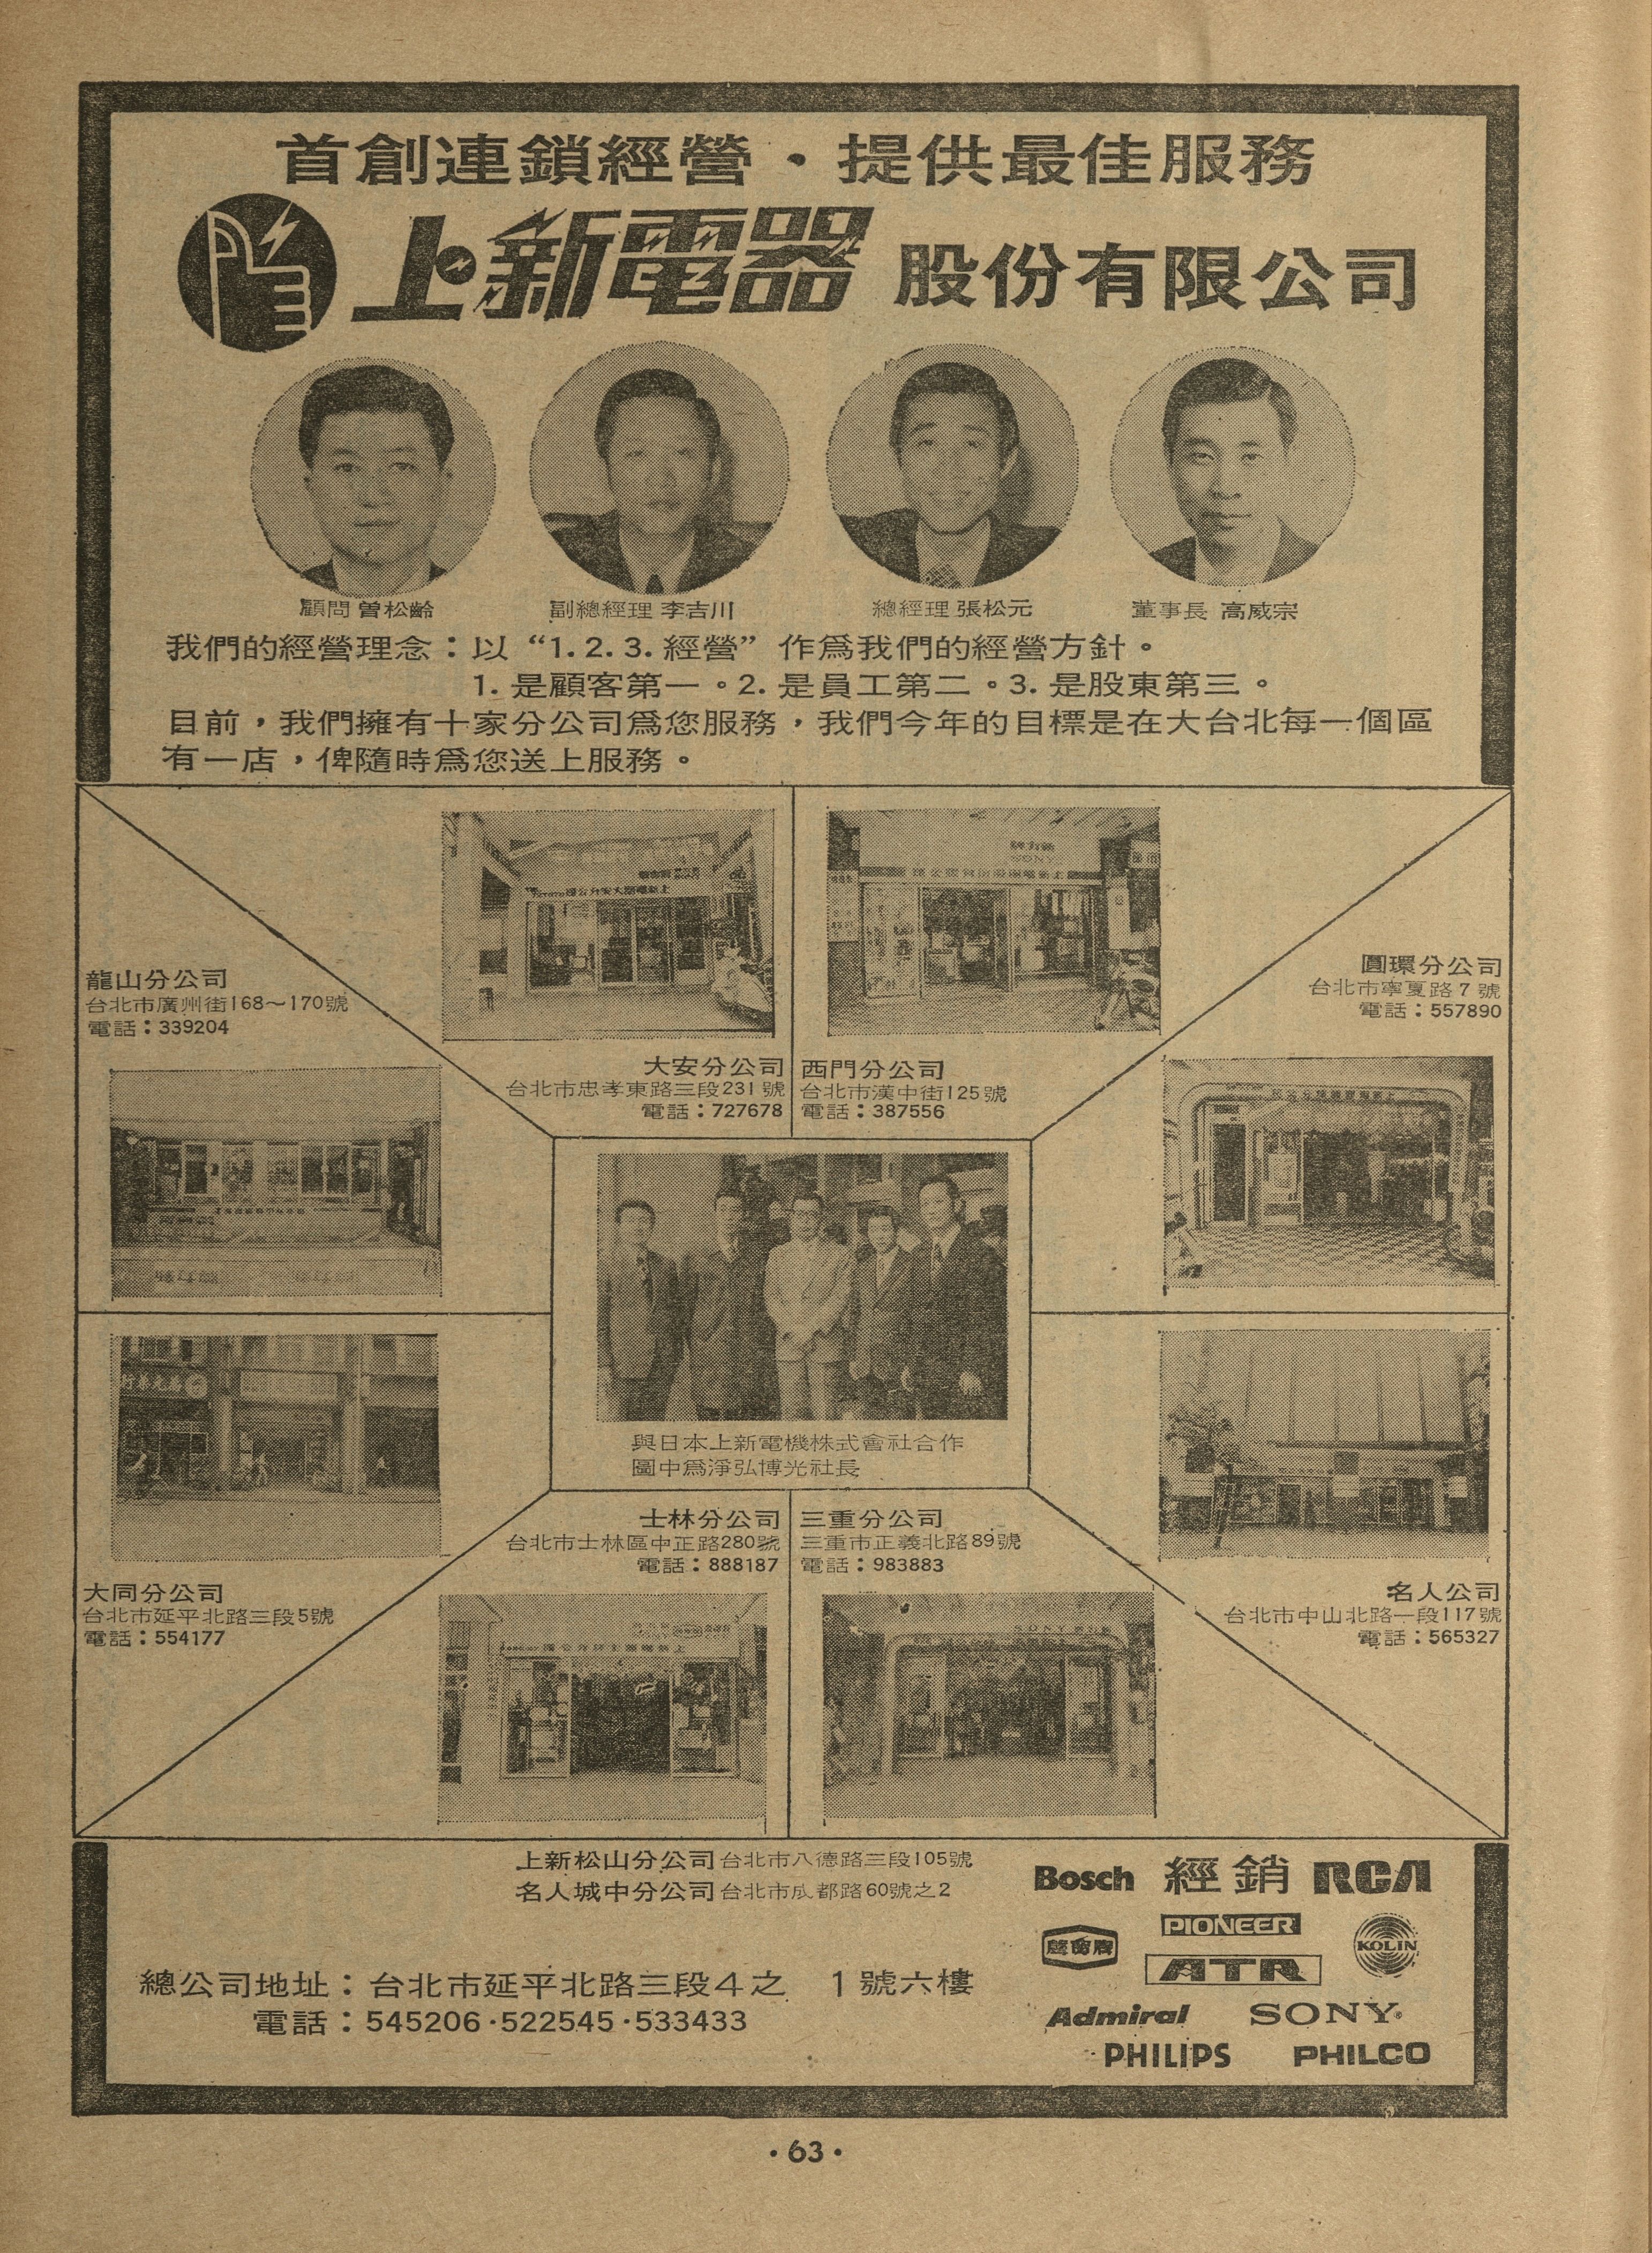 首創連鎖經營・提供最佳服務
上新電器 股份有限公司
顧問 曾松齡
副總經理 李吉川
總經理 張松元
董事長 高威宗
我們的經營理念：以“1.2.3.經營”作爲我們的經營方針。
1.是顧客第一。2.是員工第二。3.是股東第三。
目前，我們擁有十家分公司爲您服務，我們今年的目標是在大台北每一個區
有一店，俾隨時爲您送上服務。
龍山分公司
台北市廣州街168～170號
電話：339204
大安分公司
台北市忠孝東路三段231號
電話：727678
西門分公司
台北市漢中街125號
電話：387556
圓環分公司
台北市寧夏路7號
電話：557890
SONY
與日本上新電機株式會社合作
圖中爲淨弘博光社長
大同分公司
台北市延平北路三段5號
電話：554177
士林分公司
台北市士林區中正路280號
電話：888187
三重分公司
三重市正義北路89號
電話：983883
名人公司
台北市中山北路一段117號
電話：565327
SONY
上新松山分公司 台北市八德路三段105號
名人城中分公司 台北市成都路60號之2
總公司地址：台北市延平北路三段4之 1號六樓
電話：545206・522545・533433
Bosch 經銷 RCA
PIONEER
KOLIN
ATR
Admiral SONY
PHILIPS PHILCO
・63・